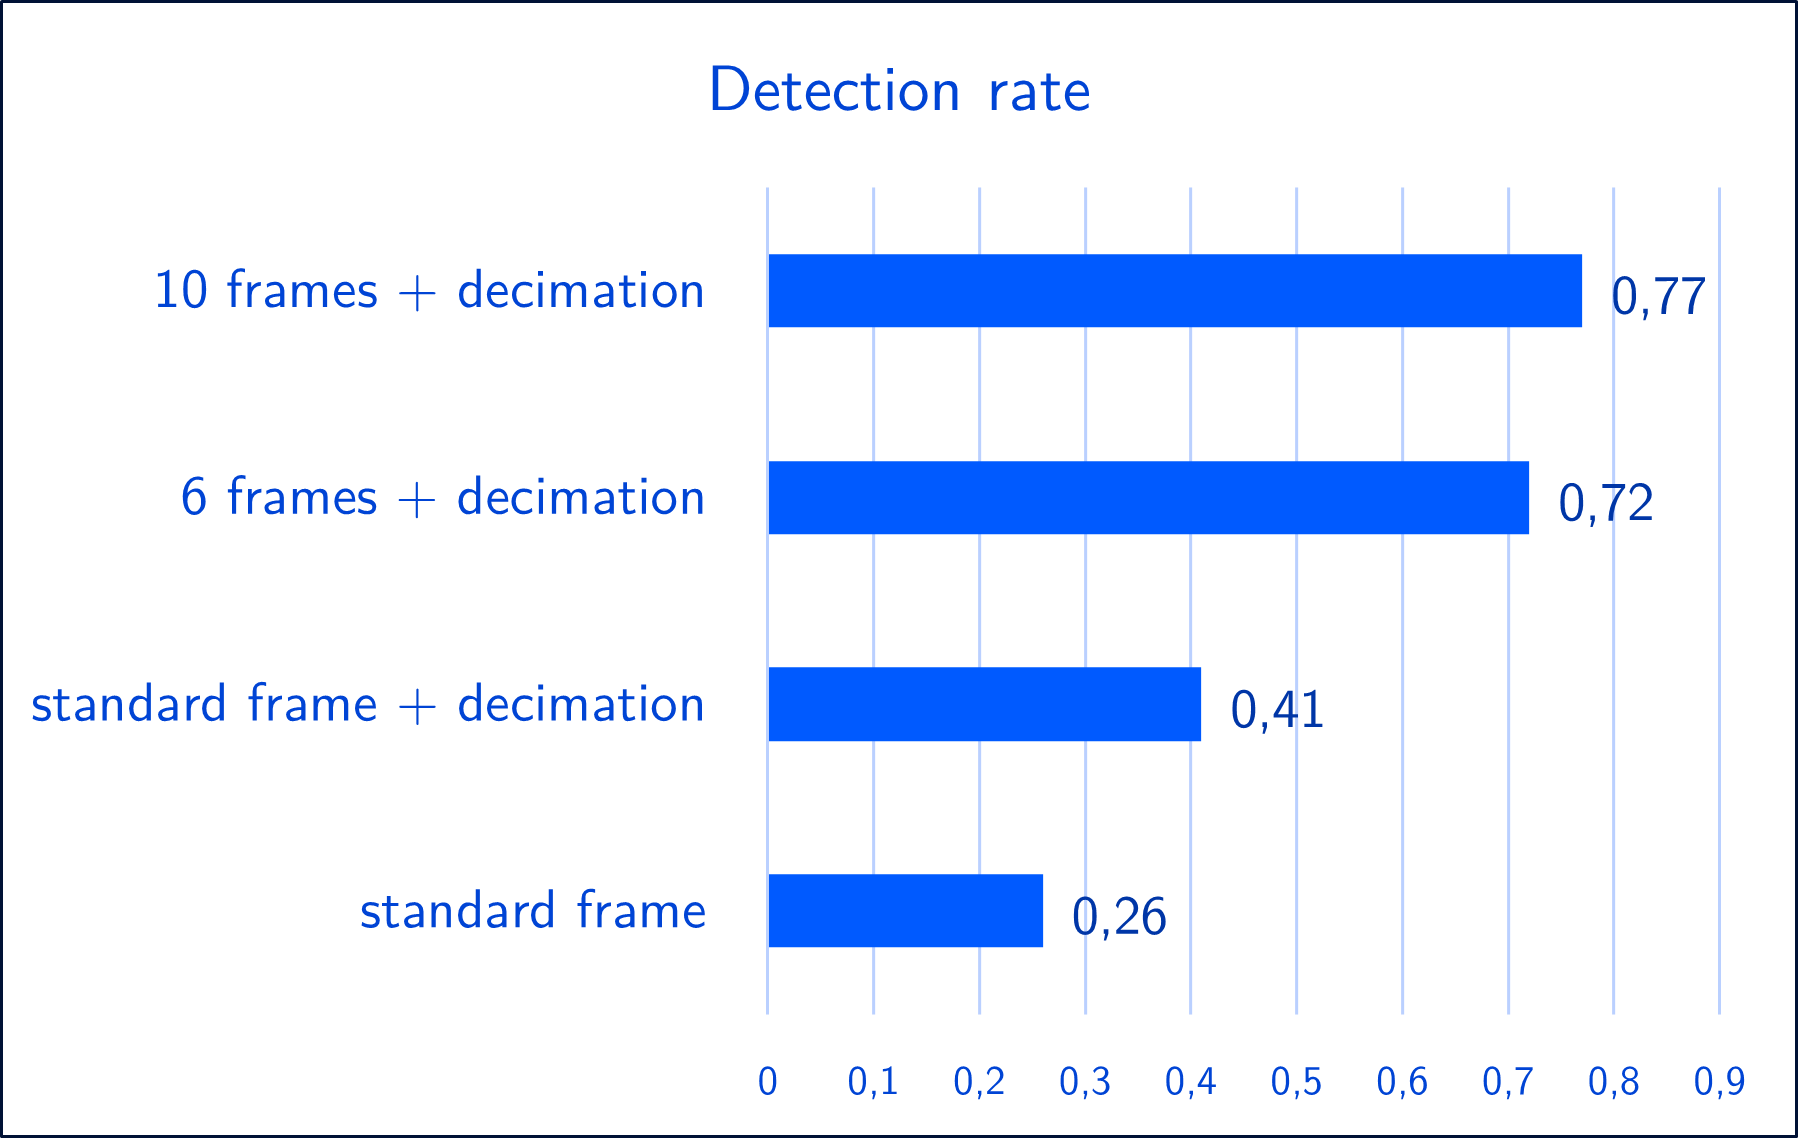 Detection rate
10 frames + decimation
0,77
6 frames + decimation
0,72
standard frame + decimation
0,41
standard frame
0,26
0 0,1 0,2 0,3 0,4 0,5 0,6 0,7 0,8 0,9